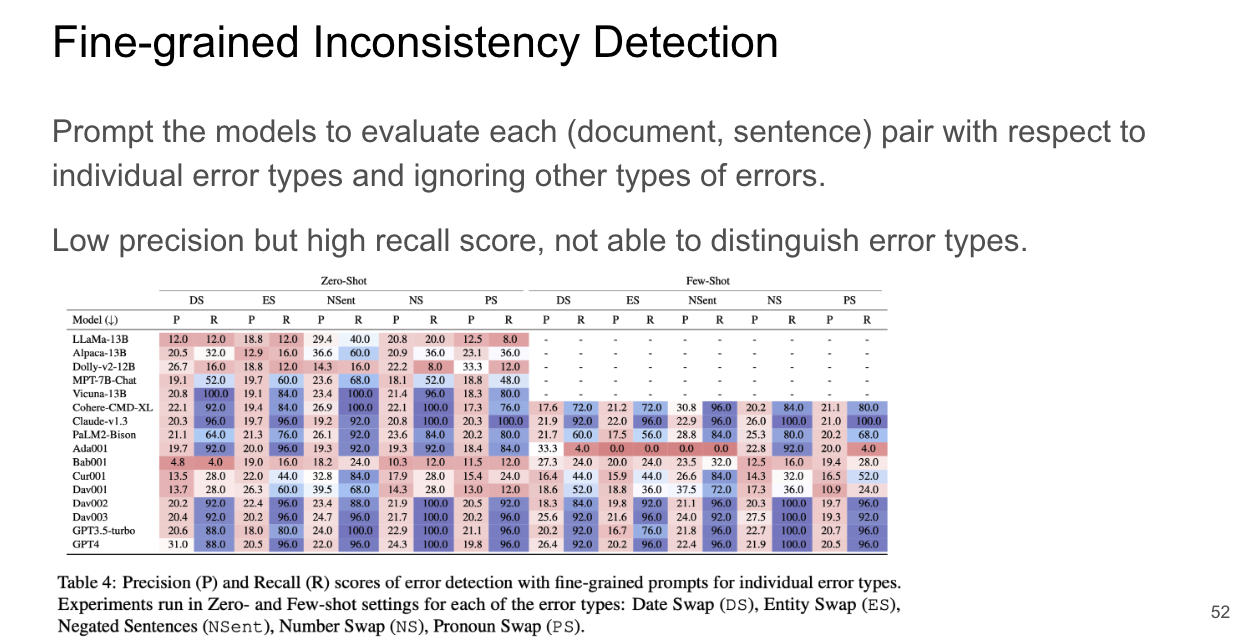 Fine-grained Inconsistency Detection
Prompt the models to evaluate each (document, sentence) pair with respect to
individual error types and ignoring other types of errors.
Low precision but high recall score, not able to distinguish error types.
Zero-Shot Few-Shot
DS ES NSent NS PS DS ES NSent NS PS
Model (↓) P R P R P R P R P R P R P R P R P R P R
LLaMa-13B 12.0 12.0 18.8 12.0 29.4 40.0 20.8 20.0 12.5 8.0 - - - - - - - - - -
Alpaca-13B 20.5 32.0 12.9 16.0 36.6 60.0 20.9 36.0 23.1 36.0 - - - - - - - - - -
Dolly-v2-12B 26.7 16.0 18.8 12.0 14.3 16.0 22.2 8.0 33.3 12.0 - - - - - - - - - -
MPT-7B-Chat 19.1 52.0 19.7 60.0 23.6 68.0 18.1 52.0 18.8 48.0 - - - - - - - - - -
Vicuna-13B 20.8 100.0 19.1 84.0 23.4 100.0 21.4 96.0 18.3 80.0 - - - - - - - - - -
Cohere-CMD-XL 22.1 92.0 19.4 84.0 26.9 100.0 22.1 100.0 17.3 76.0 17.6 72.0 21.2 72.0 30.8 96.0 20.2 84.0 21.1 80.0
Claude-v1.3 20.3 96.0 19.7 96.0 19.2 92.0 20.8 100.0 20.3 100.0 21.9 92.0 22.0 96.0 22.9 96.0 26.0 100.0 21.0 100.0
PaLM2-Bison 21.1 64.0 21.3 76.0 26.1 92.0 23.6 84.0 20.2 80.0 21.7 60.0 17.5 56.0 28.8 84.0 25.3 80.0 20.2 68.0
Ada001 19.7 92.0 20.0 96.0 19.3 92.0 19.3 92.0 18.4 84.0 33.3 4.0 0.0 0.0 0.0 0.0 22.8 92.0 20.0 4.0
Bab001 4.8 4.0 19.0 16.0 18.2 24.0 10.3 12.0 11.5 12.0 27.3 24.0 20.0 24.0 23.5 32.0 12.5 16.0 19.4 28.0
Cur001 13.5 28.0 22.0 44.0 32.8 84.0 17.9 28.0 15.4 24.0 16.4 44.0 15.9 44.0 26.6 84.0 14.3 32.0 16.5 52.0
Dav001 13.7 28.0 26.3 60.0 39.5 68.0 14.3 28.0 13.0 12.0 18.6 52.0 18.8 36.0 37.5 72.0 17.3 36.0 10.9 24.0
Dav002 20.2 92.0 22.4 96.0 23.4 88.0 21.9 100.0 20.5 92.0 18.3 84.0 19.8 92.0 21.1 96.0 20.3 100.0 19.7 96.0
Dav003 20.4 92.0 20.2 96.0 24.7 96.0 21.7 100.0 20.2 96.0 25.6 92.0 21.6 96.0 24.0 92.0 27.5 100.0 19.3 92.0
GPT3.5-turbo 20.6 88.0 18.0 80.0 24.0 100.0 22.9 92.0 21.1 96.0 20.2 92.0 16.7 76.0 21.8 96.0 22.7 100.0 20.7 96.0
GPT4 31.0 88.0 20.5 96.0 22.0 96.0 24.3 100.0 19.8 96.0 26.4 92.0 20.2 96.0 22.4 96.0 21.9 100.0 20.5 96.0
Table 4: Precision (P) and Recall (R) scores of error detection with fine-grained prompts for individual error types.
Experiments run in Zero- and Few-shot settings for each of the error types: Date Swap (DS), Entity Swap (ES),
Negated Sentences (NSent), Number Swap (NS), Pronoun Swap (PS).
52